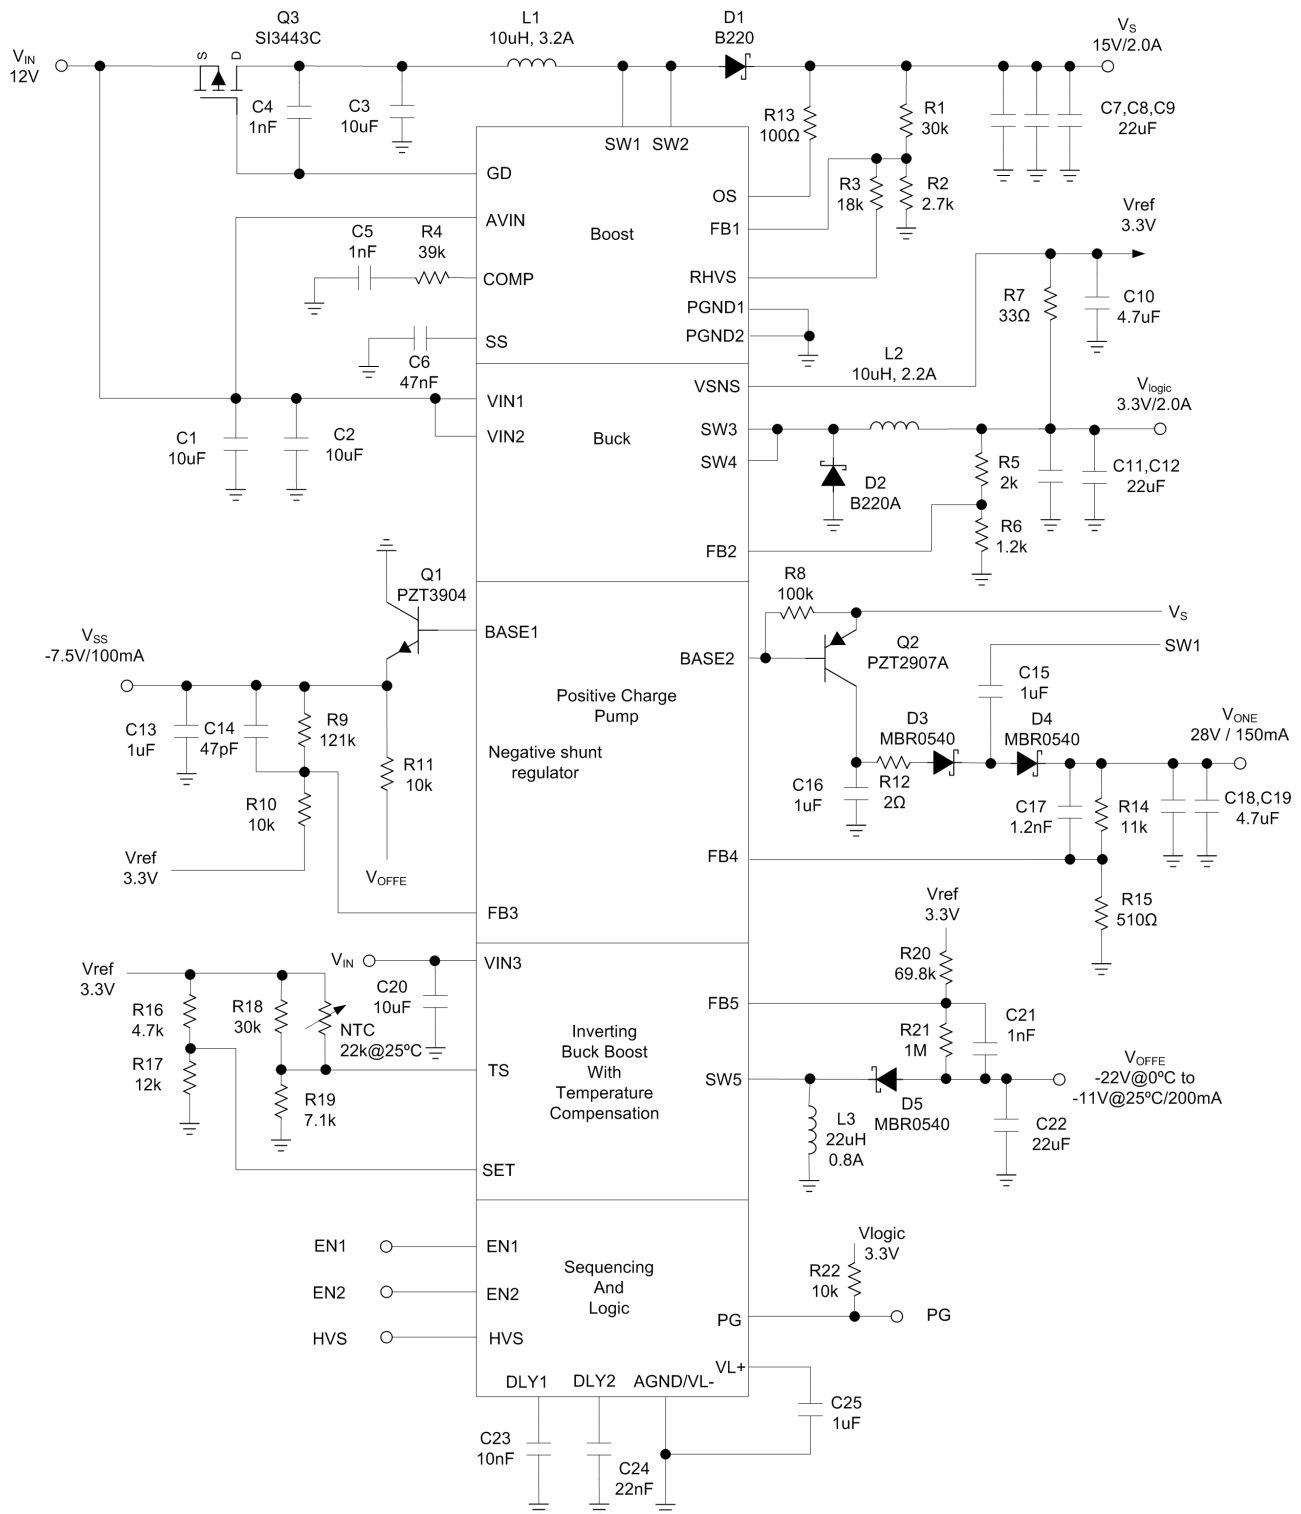 Q3
SI3443C
L1
10uH, 3.2A
D1
B220
VS
15V/2.0A
VIN
12V
S
D
C4
1nF
C3
10uF
R13
100Ω
R1
30k
C7,C8,C9
22uF
SW1 SW2
GD
OS
R3
18k
R2
2.7k
Vref
3.3V
AVIN
FB1
Boost
C5
1nF
R4
39k
COMP
RHVS
R7
33Ω
C10
4.7uF
PGND1
PGND2
SS
C6
47nF
L2
10uH, 2.2A
VSNS
Vlogic
3.3V/2.0A
VIN1
VIN2
Buck
SW3
SW4
C1
10uF
C2
10uF
D2
B220A
R5
2k
C11,C12
22uF
R6
1.2k
FB2
Q1
PZT3904
R8
100k
VS
BASE1
VSS
-7.5V/100mA
BASE2
Q2
PZT2907A
SW1
C15
1uF
Positive Charge
Pump
Negative shunt
regulator
C13
1uF
C14
47pF
R9
121k
R11
10k
D3
MBR0540
D4
MBR0540
VONE
28V / 150mA
C16
1uF
R12
2Ω
R10
10k
C17
1.2nF
R14
11k
C18,C19
4.7uF
Vref
3.3V
VOFFE
FB4
FB3
Vref
3.3V
R15
510Ω
VIN
VIN3
R20
69.8k
Vref
3.3V
C20
10uF
FB5
R16
4.7k
R18
30k
NTC
22k@25ºC
Inverting
Buck Boost
With
Temperature
Compensation
R21
1M
C21
1nF
R17
12k
TS
SW5
VOFFE
-22V@0ºC to
-11V@25ºC/200mA
R19
7.1k
D5
MBR0540
L3
22uH
0.8A
C22
22uF
SET
Vlogic
3.3V
EN1
EN1
Sequencing
And
Logic
R22
10k
EN2
EN2
PG
PG
HVS
HVS
VL+
DLY1
DLY2
AGND/VL-
C25
1uF
C23
10nF
C24
22nF